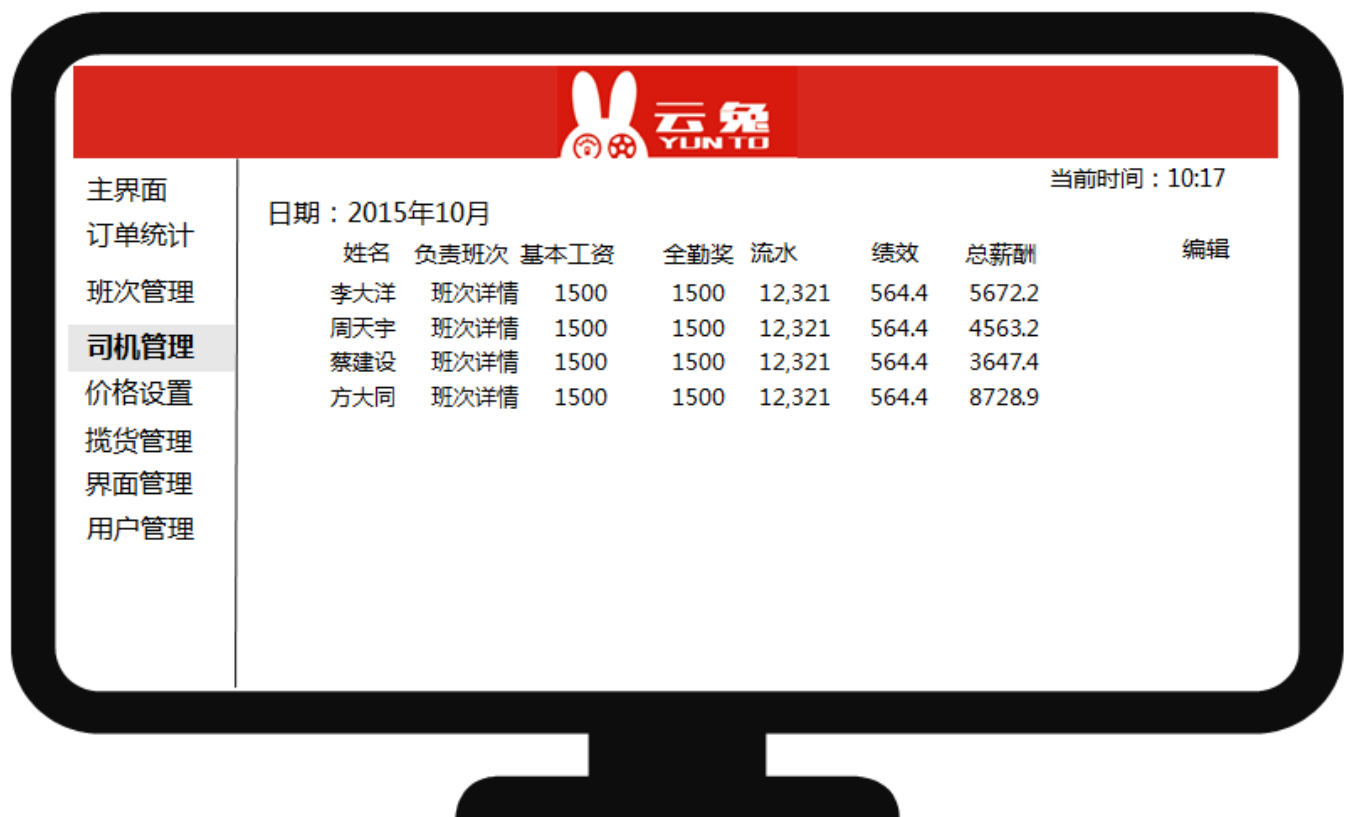 云兔
YUNTU
当前时间：10:17
主界面
订单统计
班次管理
司机管理
价格设置
揽货管理
界面管理
用户管理
日期：2015年10月
姓名 负责班次 基本工资 全勤奖 流水 绩效 总薪酬 编辑
李大洋 班次详情 1500 1500 12,321 564.4 5672.2
周天宇 班次详情 1500 1500 12,321 564.4 4563.2
蔡建设 班次详情 1500 1500 12,321 564.4 3647.4
方大同 班次详情 1500 1500 12,321 564.4 8728.9